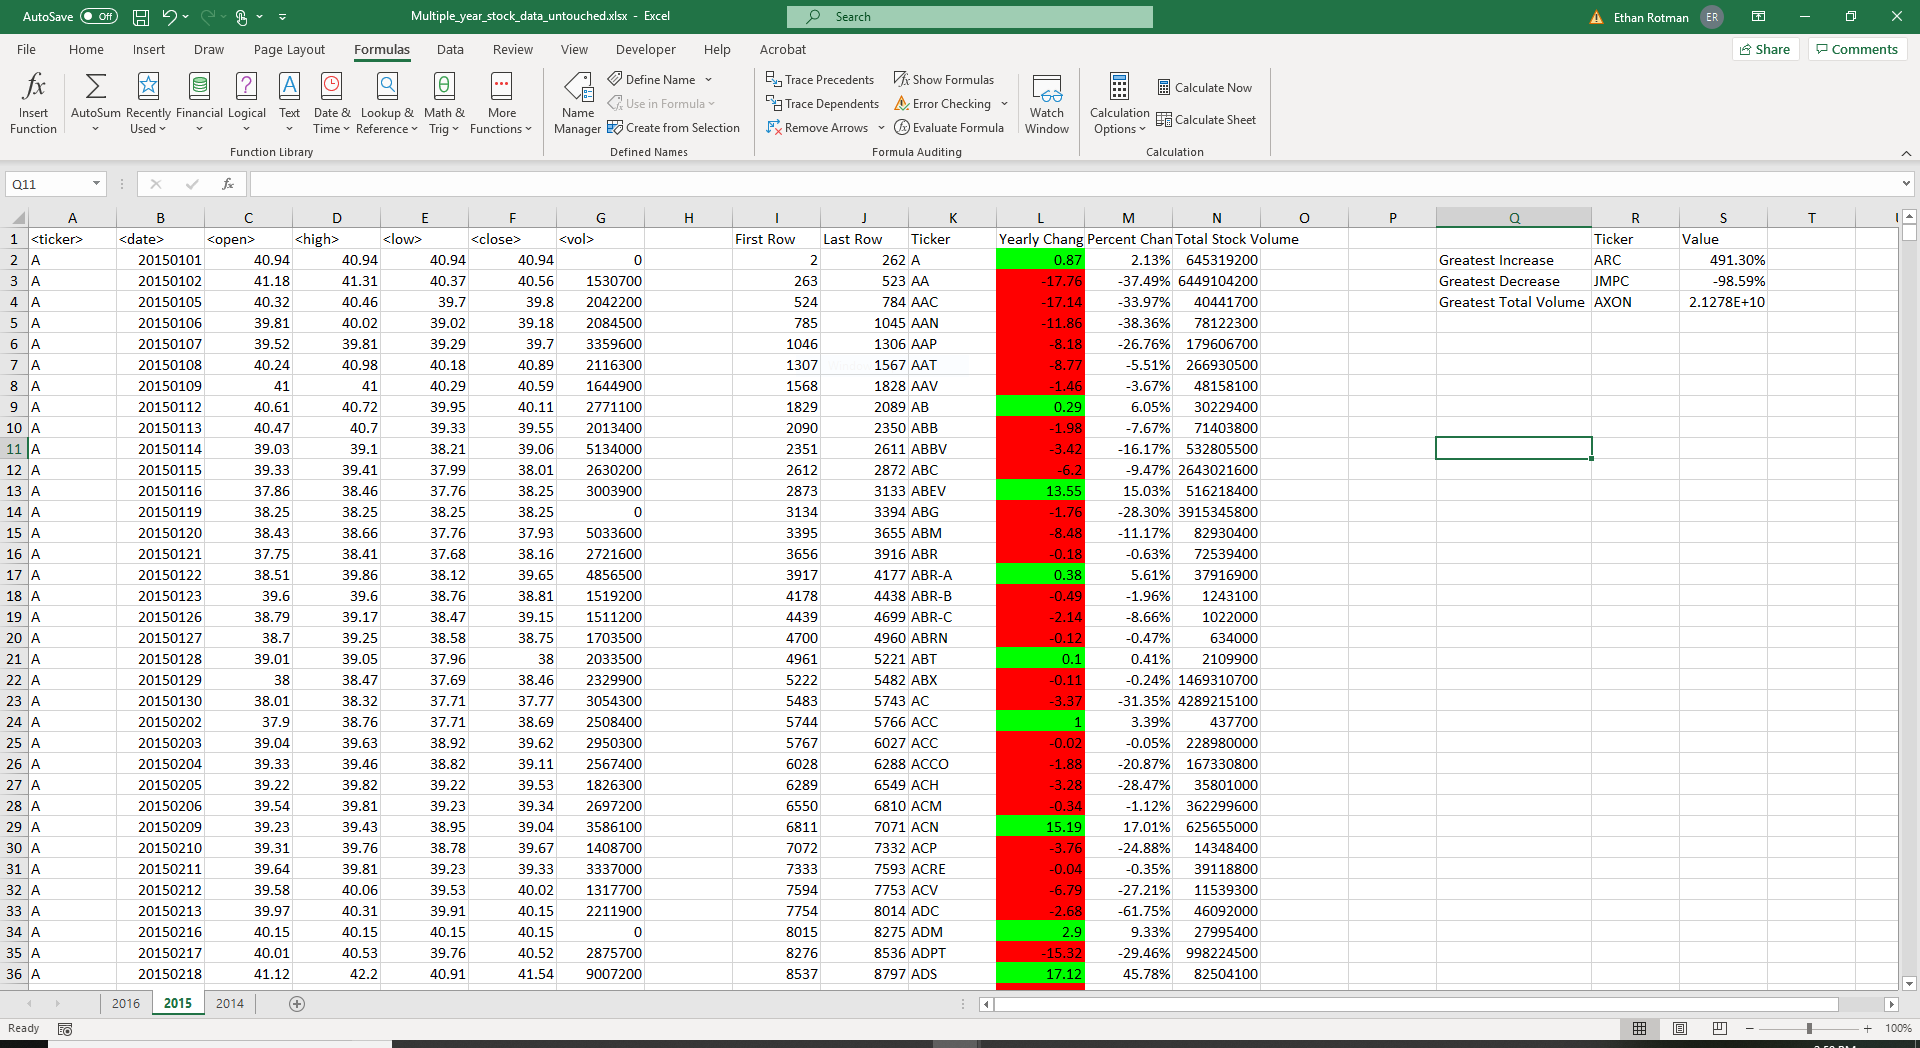 AutoSave Off Multiple_year_stock_data_untouched.xlsx - Excel Search Ethan Rotman ER
File Home Insert Draw Page Layout Formulas Data Review View Developer Help Acrobat Share Comments
Insert Function AutoSum Recently Used Financial Logical Text Date & Time Lookup & Reference Math & Trig More Functions
Function Library
Name Manager Define Name Use in Formula Create from Selection
Defined Names
Trace Precedents Trace Dependents Remove Arrows Show Formulas Error Checking Evaluate Formula Watch Window
Formula Auditing
Calculation Options Calculate Now Calculate Sheet
Calculation
Q11 fx
A B C D E F G H I J K L M N O P Q R S T
1 <ticker> <date> <open> <high> <low> <close> <vol> First Row Last Row Ticker Yearly Chang Percent Chan Total Stock Volume Ticker Value
2 A 20150101 40.94 40.94 40.94 40.94 0 2 262 A 0.87 2.13% 645319200 Greatest Increase ARC 491.30%
3 A 20150102 41.18 41.31 40.37 40.56 1530700 263 523 AA -17.76 -37.49% 6449104200 Greatest Decrease JMPC -98.59%
4 A 20150105 40.32 40.46 39.7 39.8 2042200 524 784 AAC -17.14 -33.97% 40441700 Greatest Total Volume AXON 2.1278E+10
5 A 20150106 39.81 40.02 39.02 39.18 2084500 785 1045 AAN -11.86 -38.36% 78122300
6 A 20150107 39.52 39.81 39.29 39.7 3359600 1046 1306 AAP -8.18 -26.76% 179606700
7 A 20150108 40.24 40.98 40.18 40.89 2116300 1307 1567 AAT -8.77 -5.51% 266930500
8 A 20150109 41 41 40.29 40.59 1644900 1568 1828 AAV -1.46 -3.67% 48158100
9 A 20150112 40.61 40.72 39.95 40.11 2771100 1829 2089 AB 0.29 6.05% 30229400
10 A 20150113 40.47 40.7 39.33 39.55 2013400 2090 2350 ABB -1.98 -7.67% 71403800
11 A 20150114 39.03 39.1 38.21 39.06 5134000 2351 2611 ABBV -3.42 -16.17% 532805500
12 A 20150115 39.33 39.41 37.99 38.01 2630200 2612 2872 ABC -6.2 -9.47% 2643021600
13 A 20150116 37.86 38.46 37.76 38.25 3003900 2873 3133 ABEV 13.55 15.03% 516218400
14 A 20150119 38.25 38.25 38.25 38.25 0 3134 3394 ABG -1.76 -28.30% 3915345800
15 A 20150120 38.43 38.66 37.76 37.93 5033600 3395 3655 ABM -8.48 -11.17% 82930400
16 A 20150121 37.75 38.41 37.68 38.16 2721600 3656 3916 ABR -0.18 -0.63% 72539400
17 A 20150122 38.51 39.86 38.12 39.65 4856500 3917 4177 ABR-A 0.38 5.61% 37916900
18 A 20150123 39.6 39.6 38.76 38.81 1519200 4178 4438 ABR-B -0.49 -1.96% 1243100
19 A 20150126 38.79 39.17 38.47 39.15 1511200 4439 4699 ABR-C -2.14 -8.66% 1022000
20 A 20150127 38.7 39.25 38.58 38.75 1703500 4700 4960 ABRN -0.12 -0.47% 634000
21 A 20150128 39.01 39.05 37.96 38 2033500 4961 5221 ABT 0.1 0.41% 2109900
22 A 20150129 38 38.47 37.69 38.46 2329900 5222 5482 ABX -0.11 -0.24% 1469310700
23 A 20150130 38.01 38.32 37.71 37.77 3054300 5483 5743 AC -3.37 -31.35% 4289215100
24 A 20150202 37.9 38.76 37.71 38.69 2508400 5744 5766 ACC 1 3.39% 437700
25 A 20150203 39.04 39.63 38.92 39.62 2950300 5767 6027 ACC -0.02 -0.05% 228980000
26 A 20150204 39.33 39.46 38.82 39.11 2567400 6028 6288 ACCO -1.88 -20.87% 167330800
27 A 20150205 39.22 39.82 39.22 39.53 1826300 6289 6549 ACH -3.28 -28.47% 35801000
28 A 20150206 39.54 39.81 39.23 39.34 2697200 6550 6810 ACM -0.34 -1.12% 362299600
29 A 20150209 39.23 39.43 38.95 39.04 3586100 6811 7071 ACN 15.19 17.01% 625655000
30 A 20150210 39.31 39.76 38.78 39.67 1408700 7072 7332 ACP -3.76 -24.88% 14348400
31 A 20150211 39.64 39.81 39.23 39.33 3337000 7333 7593 ACRE -0.04 -0.35% 39118800
32 A 20150212 39.58 40.06 39.53 40.02 1317700 7594 7753 ACV -6.79 -27.21% 11539300
33 A 20150213 39.97 40.31 39.91 40.15 2211900 7754 8014 ADC -2.68 -61.75% 46092000
34 A 20150216 40.15 40.15 40.15 40.15 0 8015 8275 ADM 2.9 9.33% 27995400
35 A 20150217 40.01 40.53 39.76 40.52 2875700 8276 8536 ADPT -15.32 -29.46% 998224500
36 A 20150218 41.12 42.2 40.91 41.54 9007200 8537 8797 ADS 17.12 45.78% 82504100
2016 2015 2014
Ready 100%